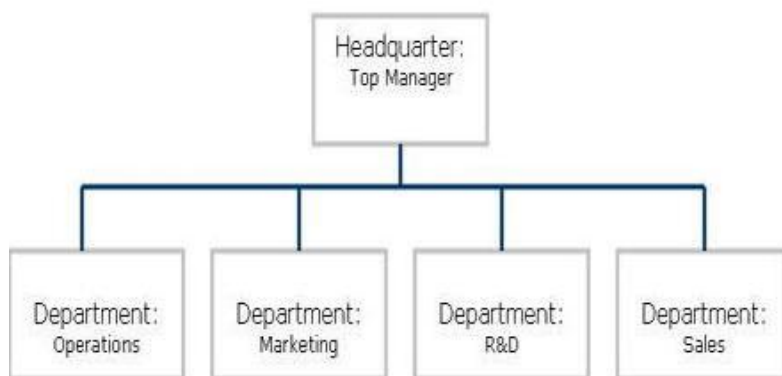 Headquarter:
Top Manager
Department:
Operations
Department:
Marketing
Department:
R&D
Department:
Sales